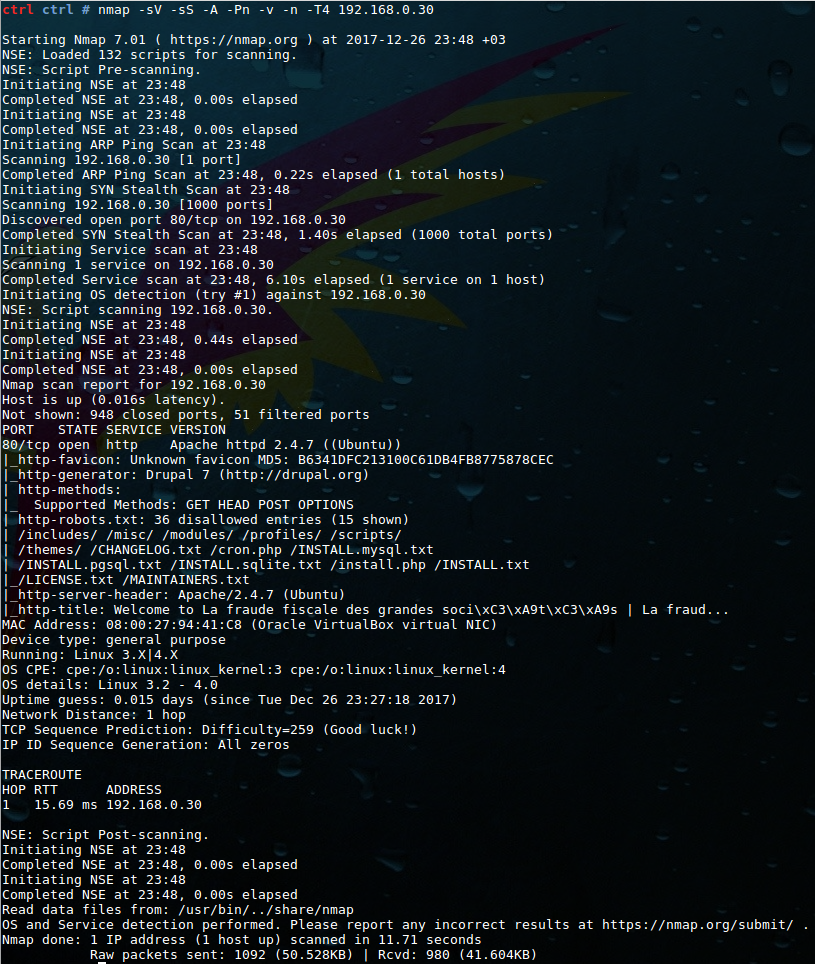 ctrl ctrl # nmap -sV -sS -A -Pn -v -n -T4 192.168.0.30
Starting Nmap 7.01 ( https://nmap.org ) at 2017-12-26 23:48 +03
NSE: Loaded 132 scripts for scanning.
NSE: Script Pre-scanning.
Initiating NSE at 23:48
Completed NSE at 23:48, 0.00s elapsed
Initiating NSE at 23:48
Completed NSE at 23:48, 0.00s elapsed
Initiating ARP Ping Scan at 23:48
Scanning 192.168.0.30 [1 port]
Completed ARP Ping Scan at 23:48, 0.22s elapsed (1 total hosts)
Initiating SYN Stealth Scan at 23:48
Scanning 192.168.0.30 [1000 ports]
Discovered open port 80/tcp on 192.168.0.30
Completed SYN Stealth Scan at 23:48, 1.40s elapsed (1000 total ports)
Initiating Service scan at 23:48
Scanning 1 service on 192.168.0.30
Completed Service scan at 23:48, 6.10s elapsed (1 service on 1 host)
Initiating OS detection (try #1) against 192.168.0.30
NSE: Script scanning 192.168.0.30.
Initiating NSE at 23:48
Completed NSE at 23:48, 0.44s elapsed
Initiating NSE at 23:48
Completed NSE at 23:48, 0.00s elapsed
Nmap scan report for 192.168.0.30
Host is up (0.016s latency).
Not shown: 948 closed ports, 51 filtered ports
PORT   STATE SERVICE VERSION
80/tcp open  http    Apache httpd 2.4.7 ((Ubuntu))
|_http-favicon: Unknown favicon MD5: B6341DFC213100C61DB4FB8775878CEC
|_http-generator: Drupal 7 (http://drupal.org)
| http-methods:
|_  Supported Methods: GET HEAD POST OPTIONS
| http-robots.txt: 36 disallowed entries (15 shown)
| /includes/ /misc/ /modules/ /profiles/ /scripts/
| /themes/ /CHANGELOG.txt /cron.php /INSTALL.mysql.txt
| /INSTALL.pgsql.txt /INSTALL.sqlite.txt /install.php /INSTALL.txt
|_/LICENSE.txt /MAINTAINERS.txt
|_http-server-header: Apache/2.4.7 (Ubuntu)
|_http-title: Welcome to La fraude fiscale des grandes soci\xC3\xA9t\xC3\xA9s | La fraud...
MAC Address: 08:00:27:94:41:C8 (Oracle VirtualBox virtual NIC)
Device type: general purpose
Running: Linux 3.X|4.X
OS CPE: cpe:/o:linux:linux_kernel:3 cpe:/o:linux:linux_kernel:4
OS details: Linux 3.2 - 4.0
Uptime guess: 0.015 days (since Tue Dec 26 23:27:18 2017)
Network Distance: 1 hop
TCP Sequence Prediction: Difficulty=259 (Good luck!)
IP ID Sequence Generation: All zeros
TRACEROUTE
HOP RTT      ADDRESS
1   15.69 ms 192.168.0.30
NSE: Script Post-scanning.
Initiating NSE at 23:48
Completed NSE at 23:48, 0.00s elapsed
Initiating NSE at 23:48
Completed NSE at 23:48, 0.00s elapsed
Read data files from: /usr/bin/../share/nmap
OS and Service detection performed. Please report any incorrect results at https://nmap.org/submit/ .
Nmap done: 1 IP address (1 host up) scanned in 11.71 seconds
           Raw packets sent: 1092 (50.528KB) | Rcvd: 980 (41.604KB)